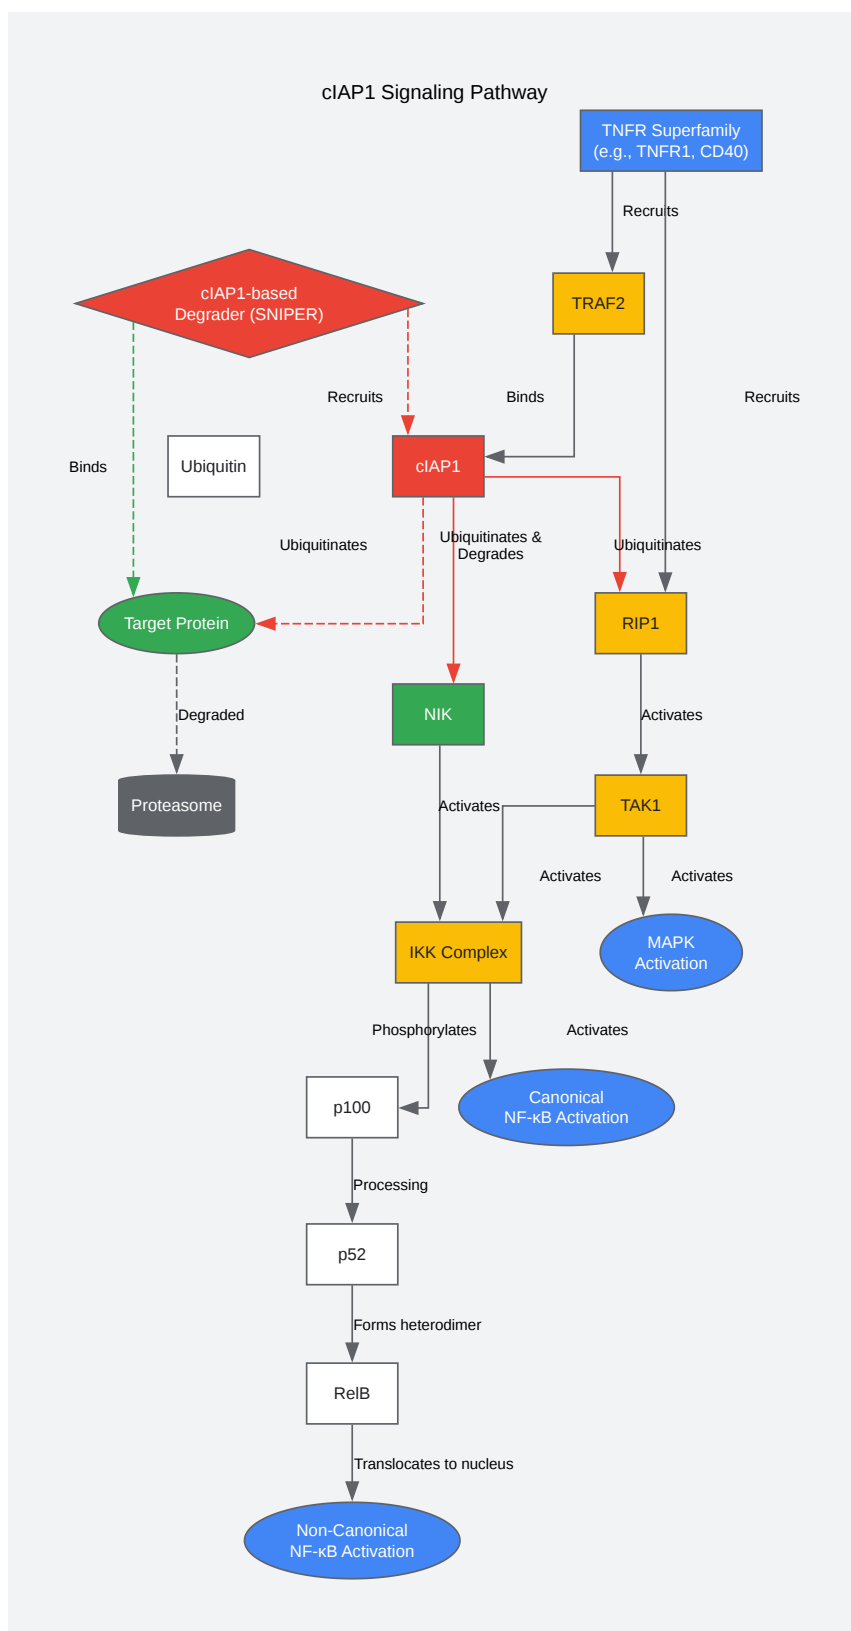 cIAP1 Signaling Pathway
TNFR Superfamily
(e.g., TNFR1, CD40)
Recruits
cIAP1-based
Degrader (SNIPER)
TRAF2
Recruits
Binds
Recruits
Binds
Ubiquitin
cIAP1
Ubiquitinates
Ubiquitinates &
Degrades
Ubiquitinates
Target Protein
RIP1
Degraded
NIK
Activates
Proteasome
Activates
TAK1
Activates
Activates
IKK Complex
MAPK
Activation
Phosphorylates
Activates
p100
Canonical
NF-κB Activation
Processing
p52
Forms heterodimer
RelB
Translocates to nucleus
Non-Canonical
NF-κB Activation